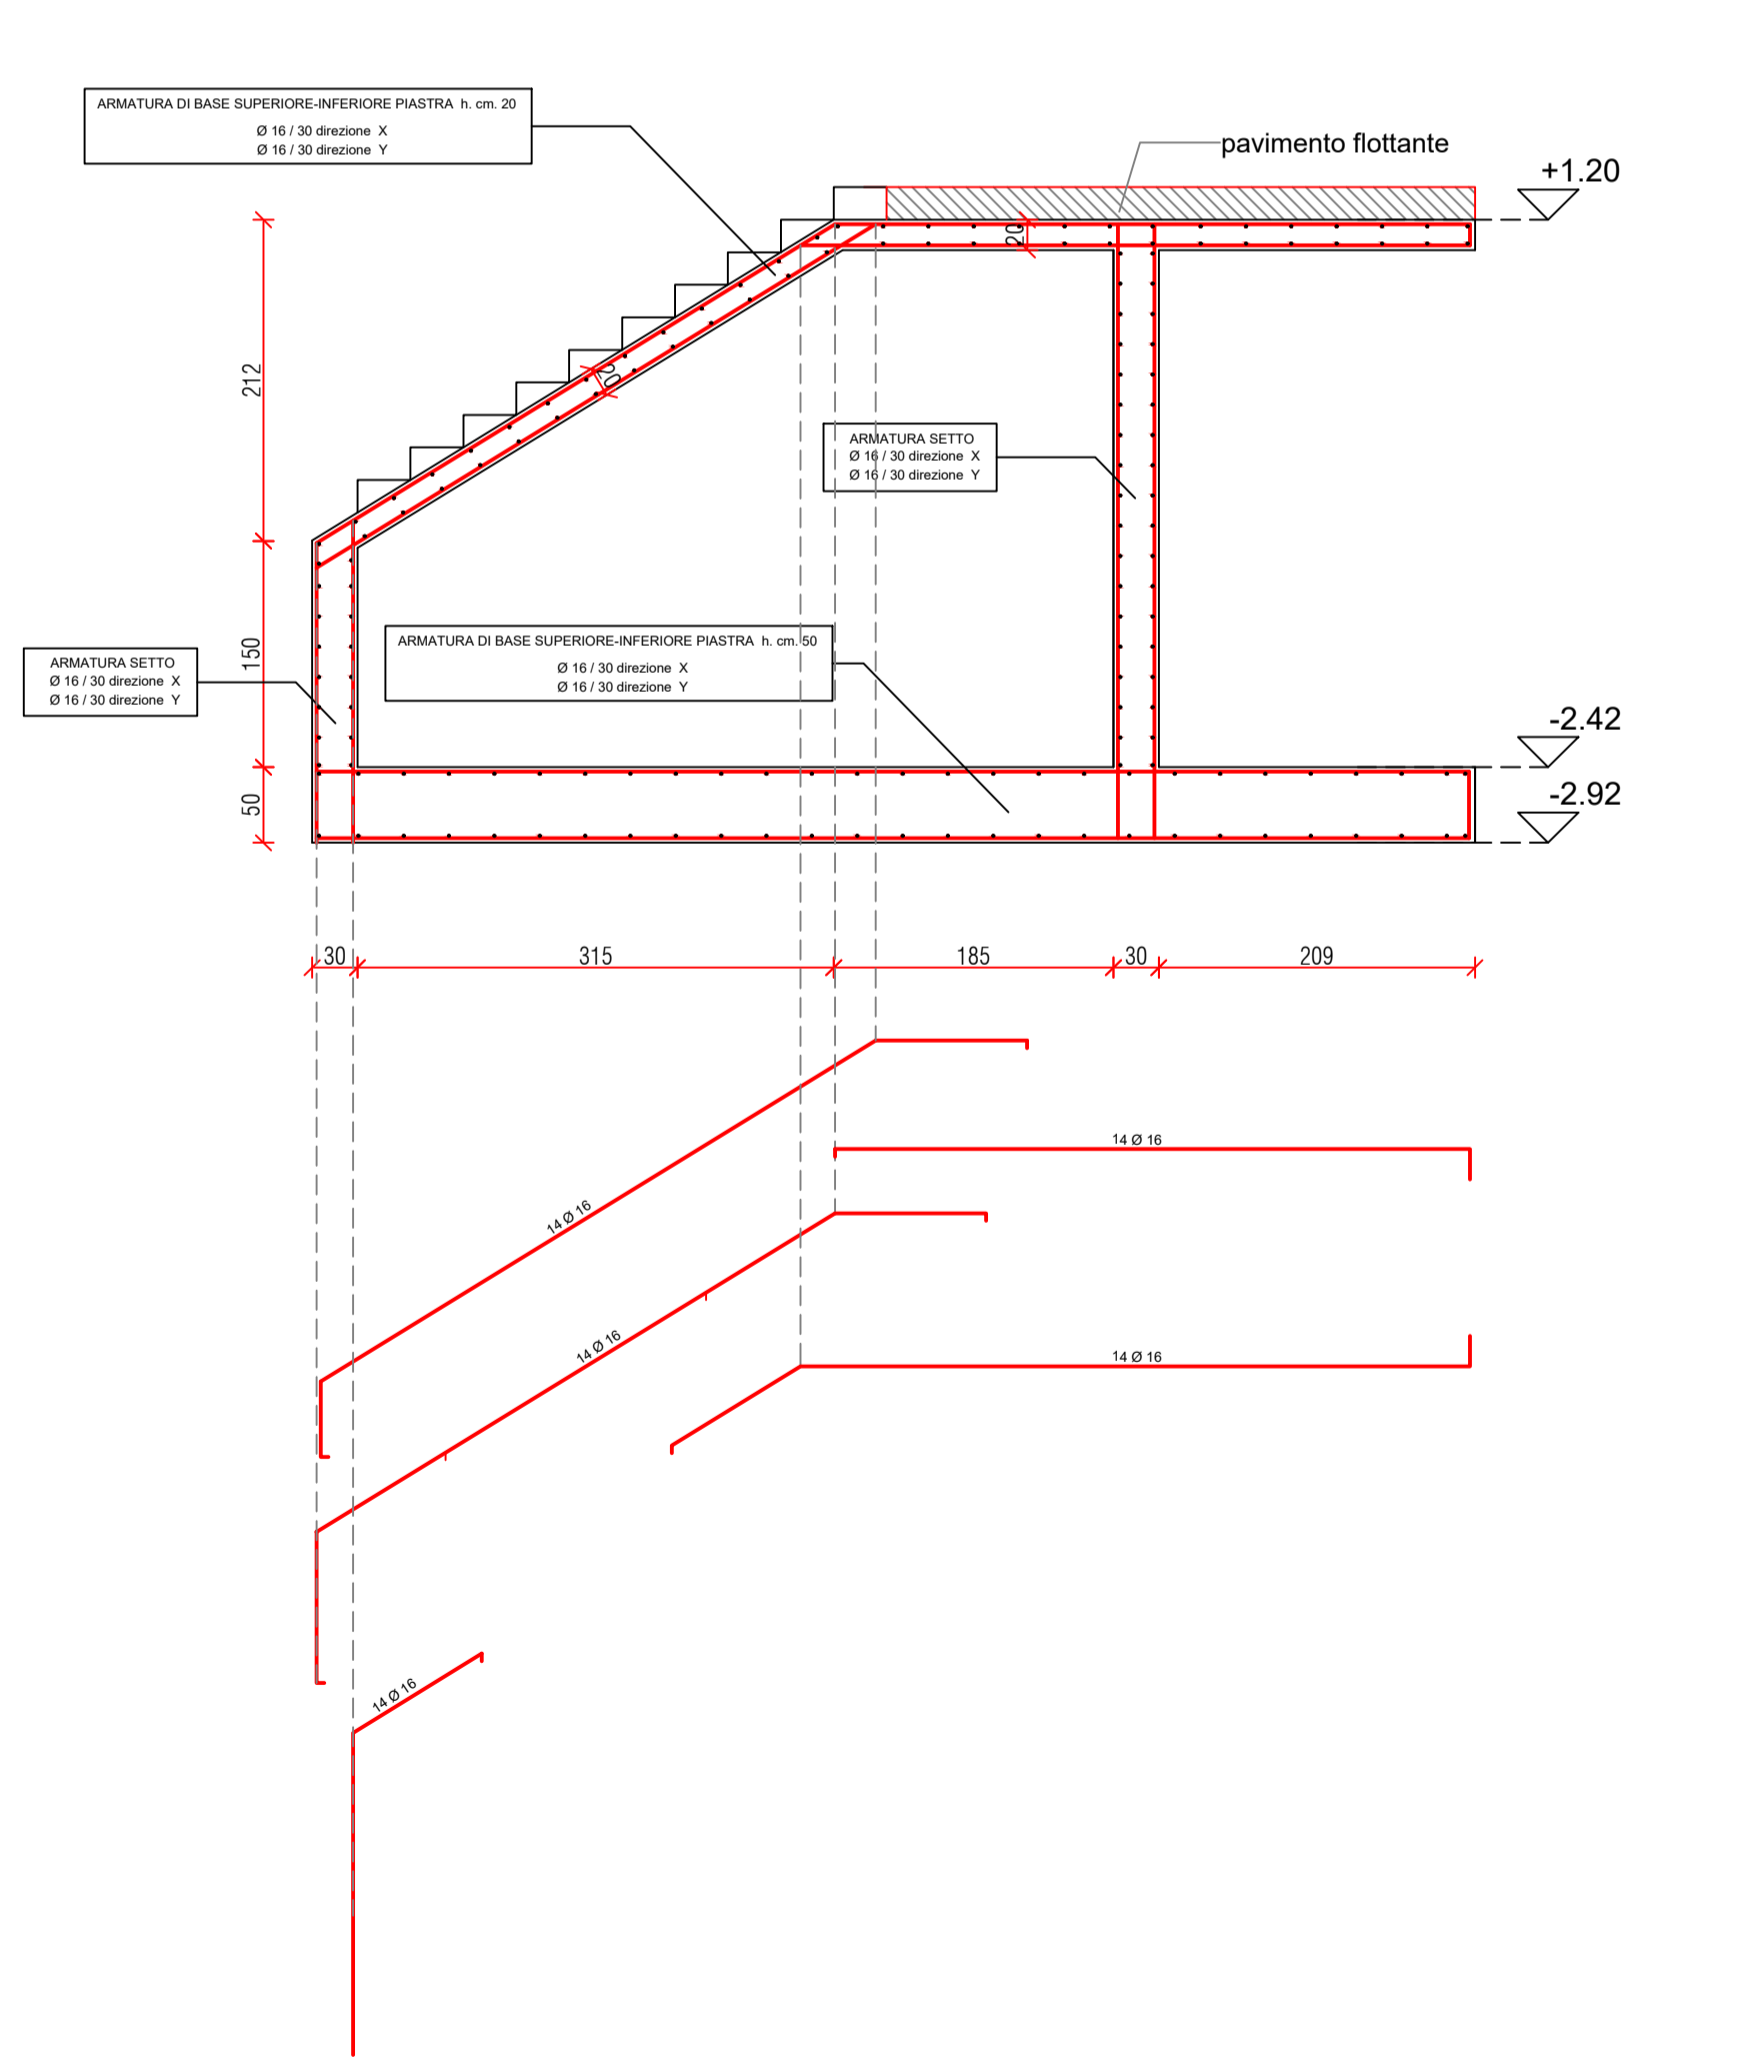 ARMATURA DI BASE SUPERIORE-INFERIORE PIASTRA h. cm. 20
Ø 16 / 30 direzione X
Ø 16 / 30 direzione Y
pavimento flottante
+1.20
20
212
20
ARMATURA SETTO
Ø 16 / 30 direzione X
Ø 16 / 30 direzione Y
150
ARMATURA DI BASE SUPERIORE-INFERIORE PIASTRA h. cm. 50
Ø 16 / 30 direzione X
Ø 16 / 30 direzione Y
ARMATURA SETTO
Ø 16 / 30 direzione X
Ø 16 / 30 direzione Y
-2.42
50
-2.92
30
315
185
30
209
14 Ø 16
14 Ø 16
14 Ø 16
14 Ø 16
14 Ø 16